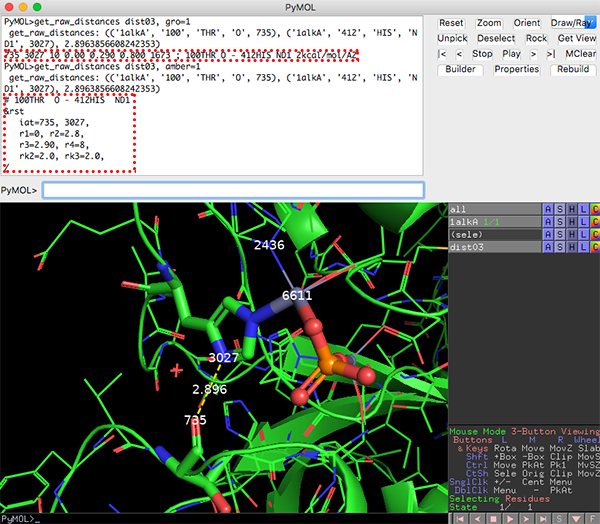 PyMOL
PyMOL>get_raw_distances dist03, gro=1
get_raw_distances: (('1alkA', '100', 'THR', 'O', 735), ('1alkA', '412', 'HIS', 'N
D1', 3027), 2.8963856608242353)
735 3027 10 0.00 0.290 0.800 1673 ; 100THR O - 412HIS ND1 2kcal/mol/A2
PyMOL>get_raw_distances dist03, amber=1
get_raw_distances: (('1alkA', '100', 'THR', 'O', 735), ('1alkA', '412', 'HIS', 'N
D1', 3027), 2.8963856608242353)
# 100THR O - 412HIS ND1
&rst
iat=735, 3027,
r1=0, r2=2.8,
r3=2.90, r4=8,
rk2=2.0, rk3=2.0,
/
PyMOL>
Reset Zoom Orient Draw/Ray
Unpick Deselect Rock Get View
|< < Stop Play > >| MClear
Builder Properties Rebuild
all A S H L C
1alkA 1/1 A S H L C
(sele) A S H L C
dist03 A S H L C
2436
6611
3027
2.896
735
Mouse Mode 3-Button Viewing
Buttons L M R Wheel
& Keys Rota Move MovZ Slab
Shft +Box -Box Clip MovS
Ctrl Move PkAt Pk1 MvSZ
CtSh Sele Orig Clip MovZ
SnglClk +/- Cent Menu
DblClk Menu - PkAt
Selecting Residues
State 1/ 1
PyMOL>_
S F